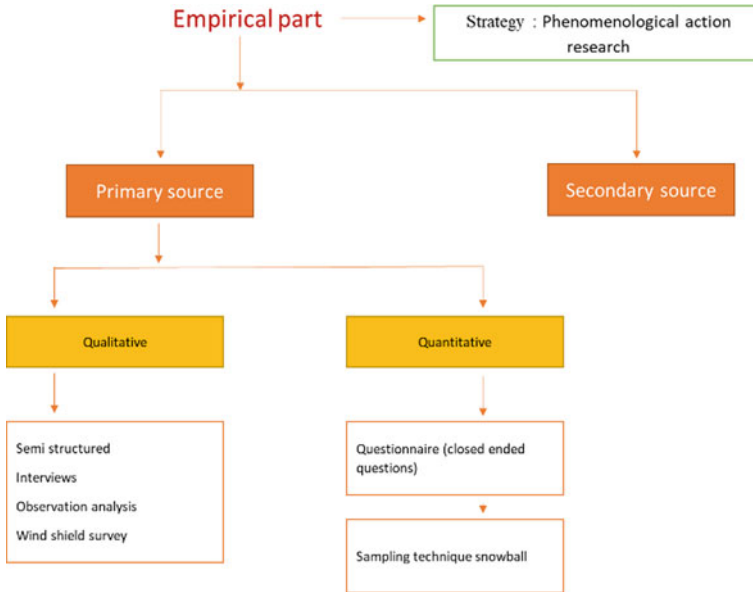 Empirical part
Strategy : Phenomenological action
research
Primary source
Secondary source
Qualitative
Quantitative
Semi structured
Interviews
Observation analysis
Wind shield survey
Questionnaire (closed ended
questions)
Sampling technique snowball